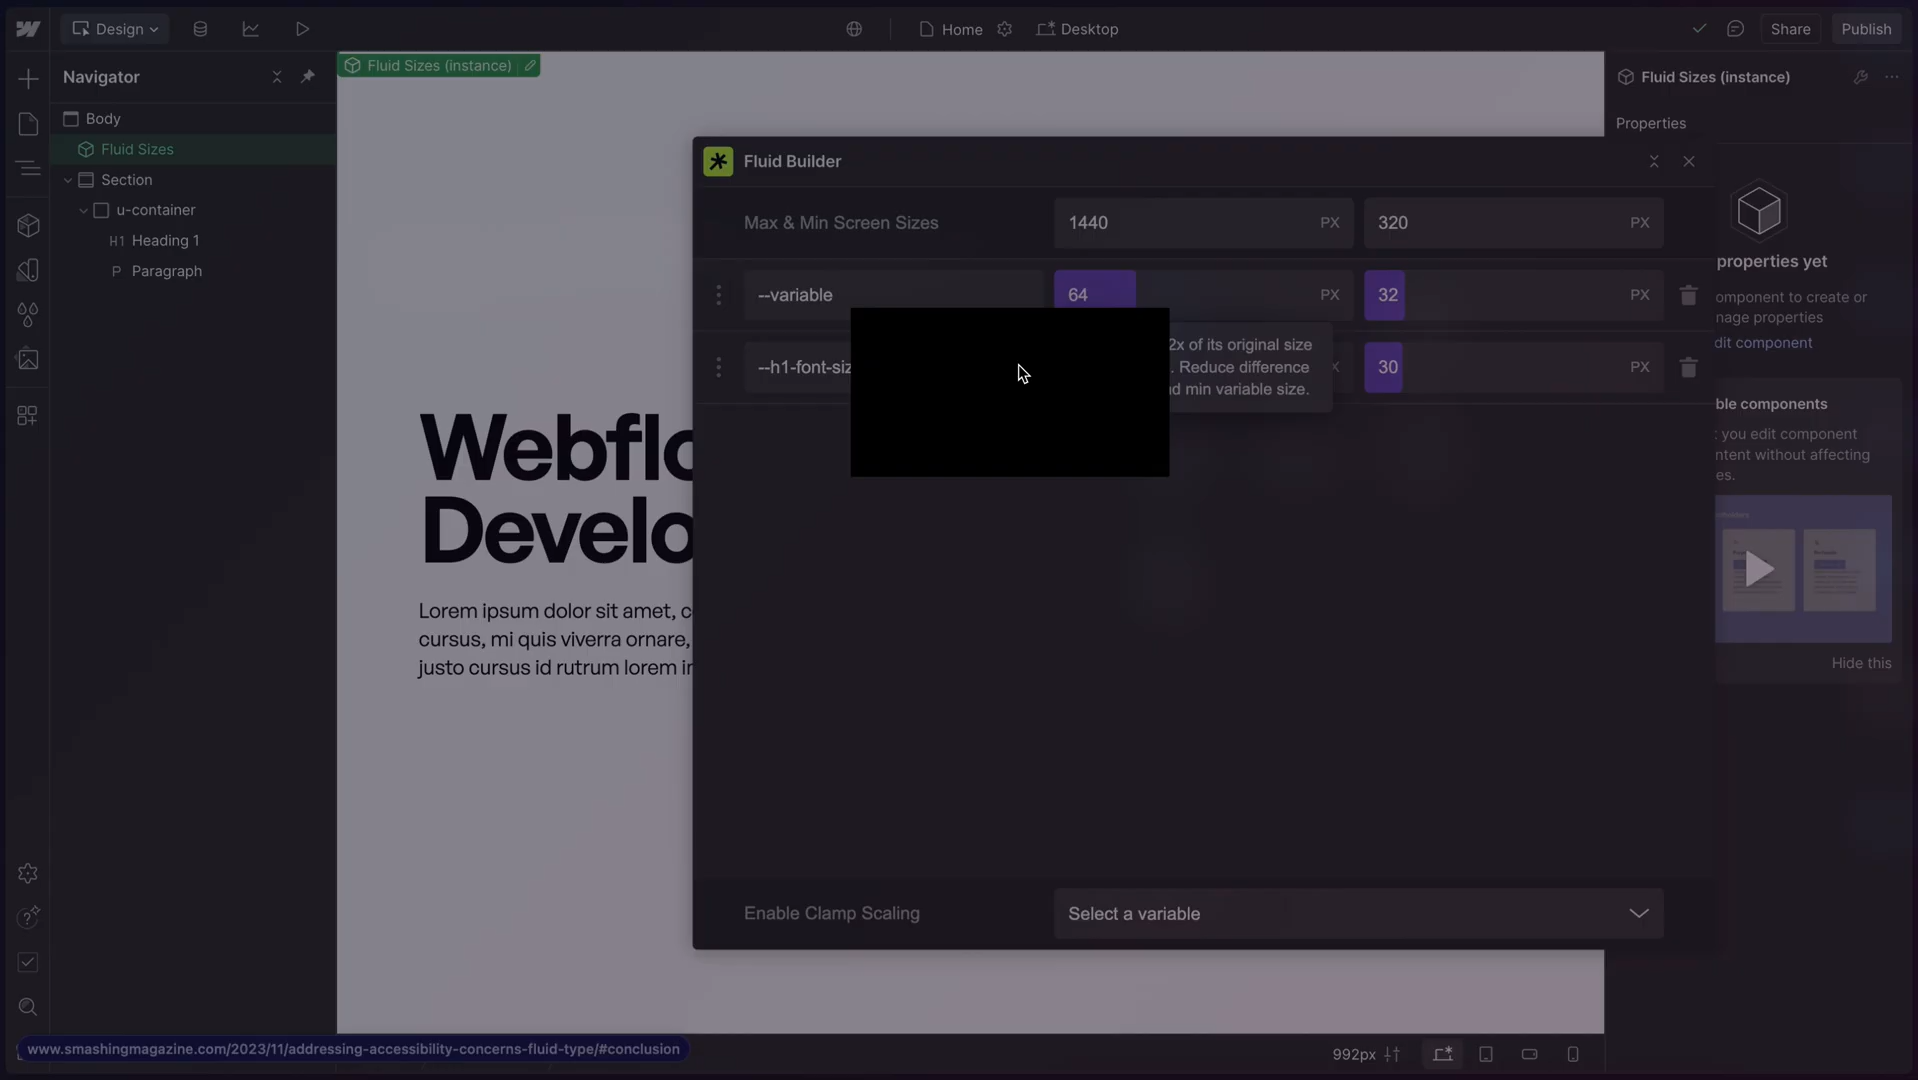 Design
Home
Desktop
Share
Publish
Navigator
Fluid Sizes (instance)
Fluid Sizes (instance)
Body
Properties
Fluid Sizes
Fluid Builder
Section
u-container
Max & Min Screen Sizes
1440
PX
320
PX
H1 Heading 1
P Paragraph
properties yet
--variable
64
PX
32
PX
omponent to create or
nage properties
dit component
2x of its original size
. Reduce difference
min variable size.
--h1-font-siz
30
PX
ble components
t you edit component
ntent without affecting
es.
Webflo
Develo
Lorem ipsum dolor sit amet, c
cursus, mi quis viverra ornare,
justo cursus id rutrum lorem in
Hide this
Enable Clamp Scaling
Select a variable
www.smashingmagazine.com/2023/11/addressing-accessibility-concerns-fluid-type/#conclusion
992px